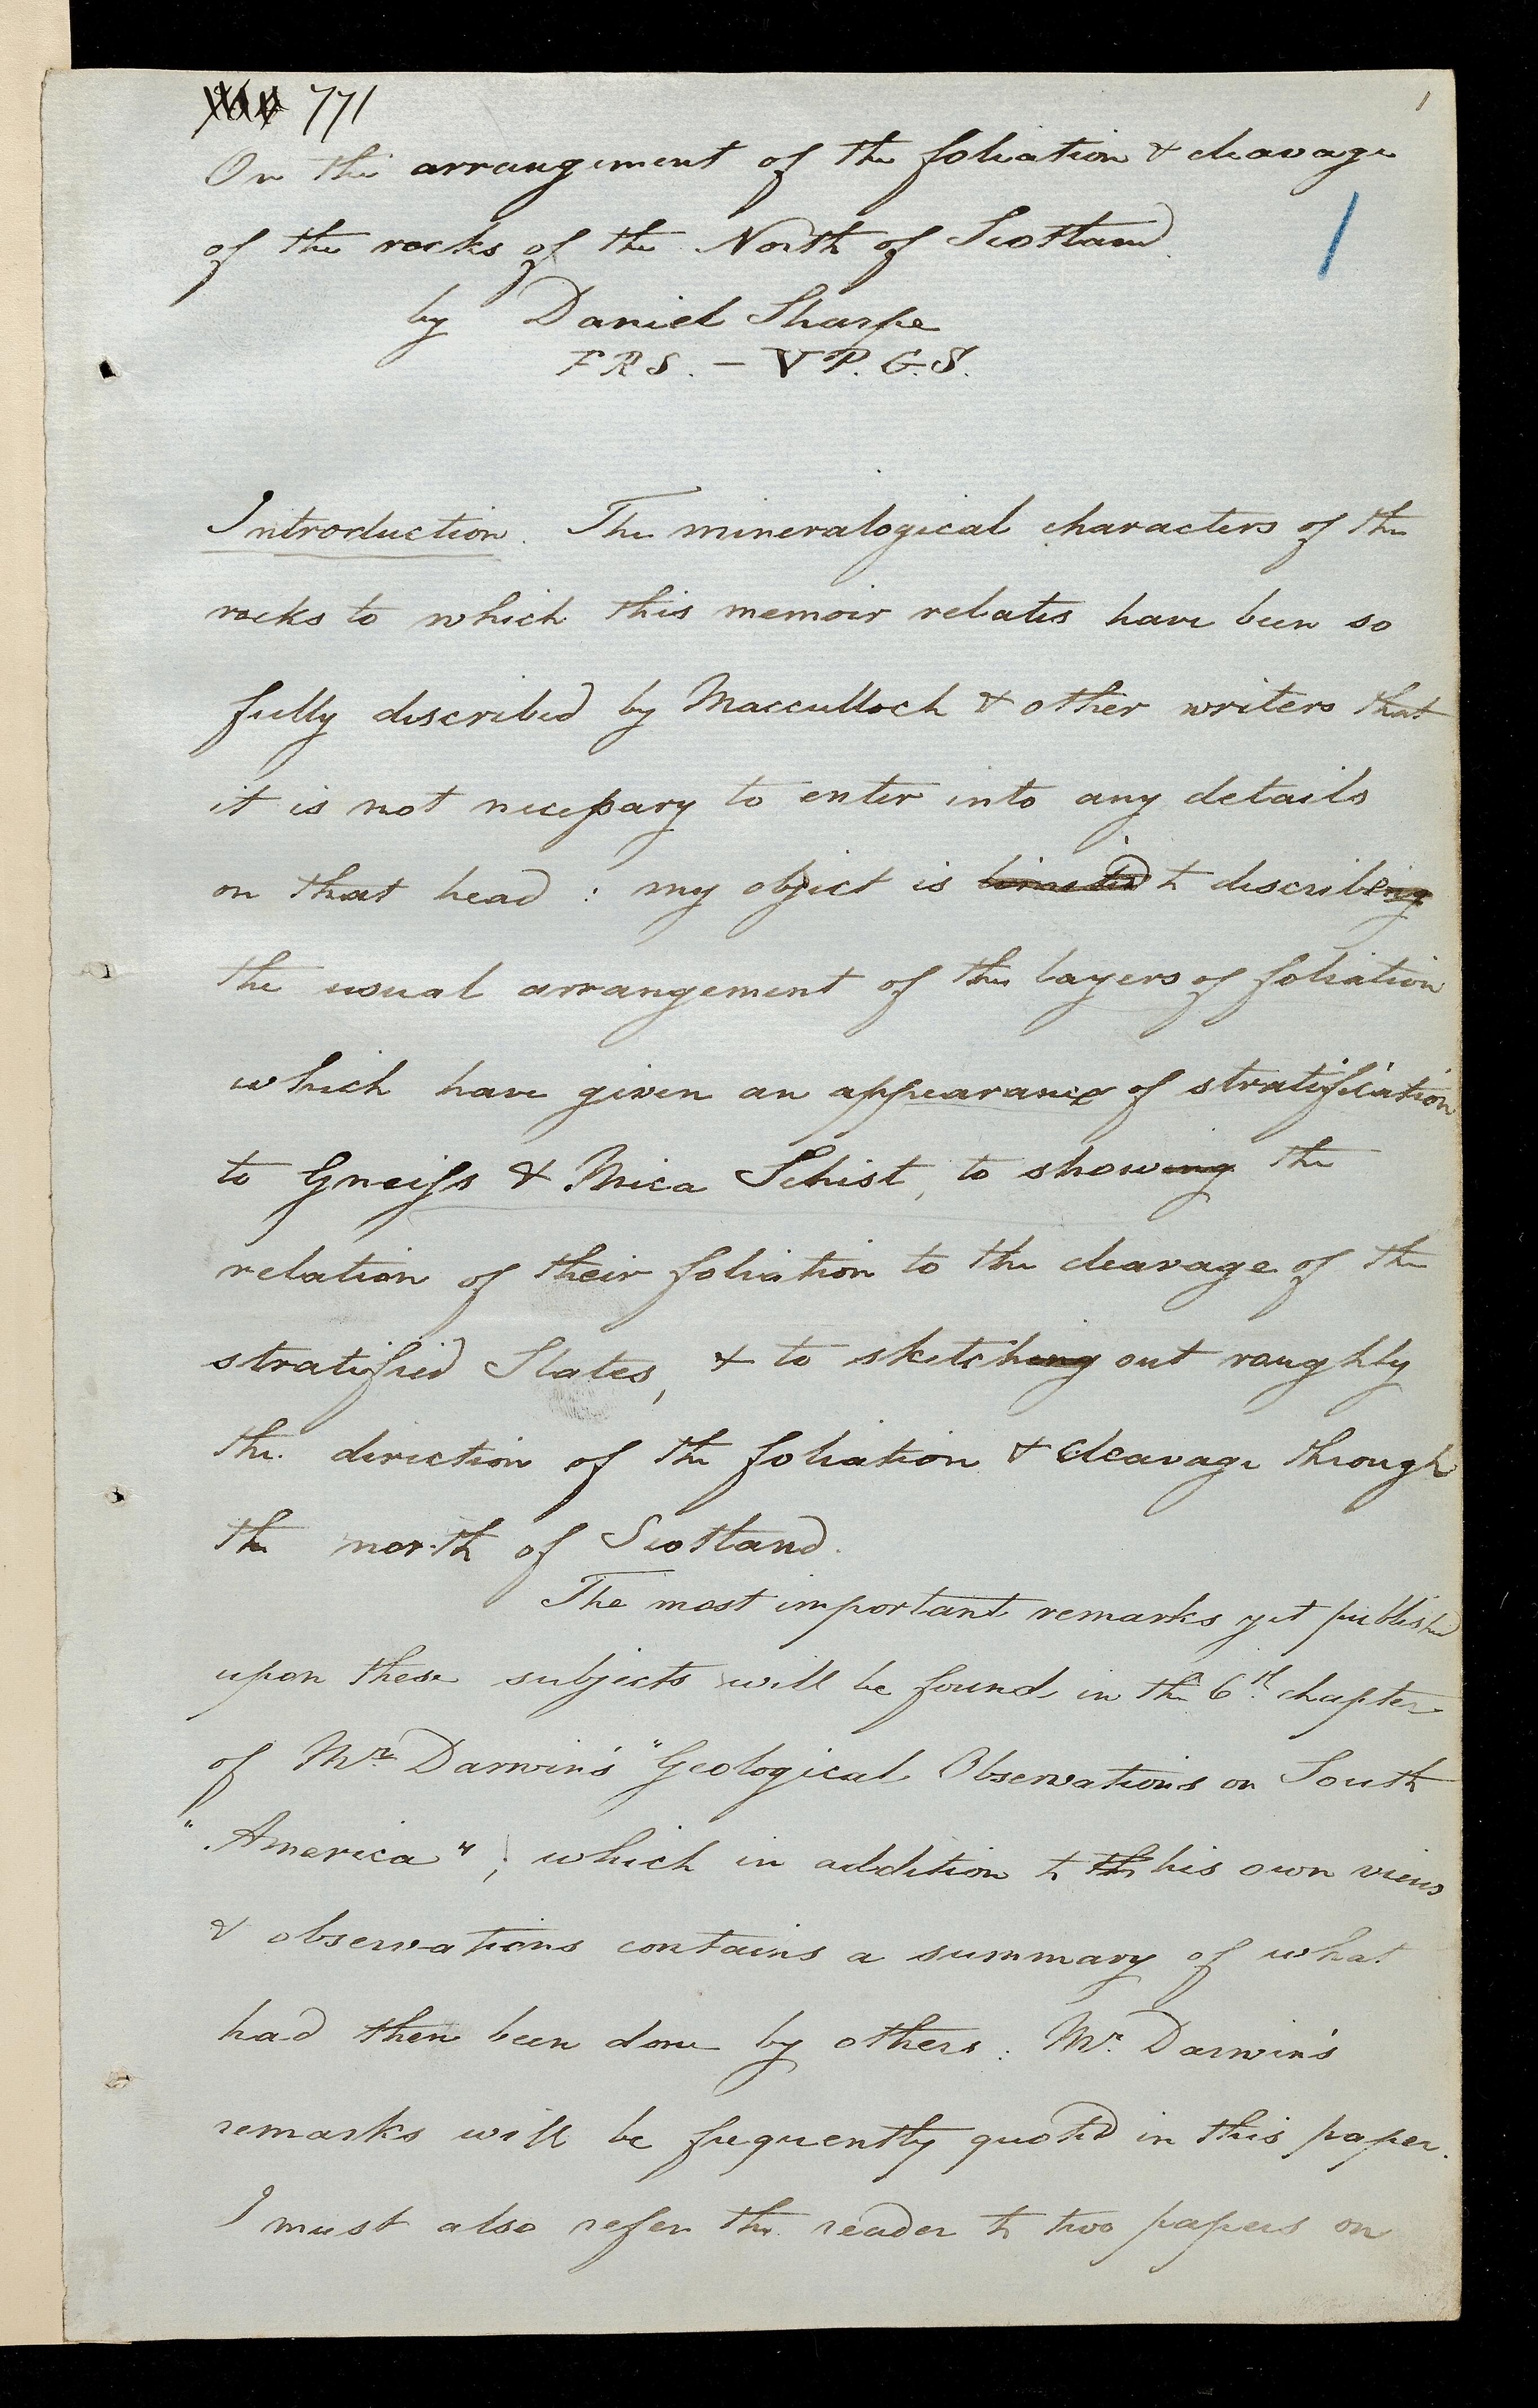 771
1
On the arrangement of the foliation & cleavage
of the rocks of the North of Scotland.
1
by Daniel Sharpe
F R S. – V P. G. S.
Introduction. The mineralogical characters of the
rocks to which this memoir relates have been so
fully described by Macculloch & other writers that
it is not necessary to enter into any details
on that head : my object is limited to describing
the usual arrangement of the layers of foliation
which have given an appearance of stratification
to Gneiss & Mica Schist, to showing the
relation of their foliation to the cleavage of the
stratified Slates, & to sketching out roughly
the direction of the foliation & cleavage through
the north of Scotland.
The most important remarks yet published
upon these subjects will be found in the 6th. chapter
of Mr. Darwin's "Geological Observations on South
"America" ; which in addition to th his own views
& observations contains a summary of what
had then been done by others : Mr. Darwin's
remarks will be frequently quoted in this paper.
I must also refer the reader to two papers on